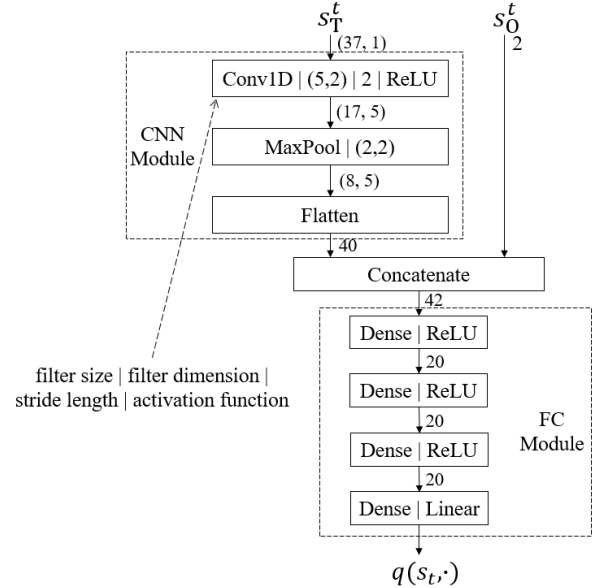 s_T^t
s_O^t
(37, 1)
2
Conv1D | (5,2) | 2 | ReLU
(17, 5)
CNN
Module
MaxPool | (2,2)
(8, 5)
Flatten
40
Concatenate
42
Dense | ReLU
20
filter size | filter dimension |
stride length | activation function
Dense | ReLU
20
FC
Module
Dense | ReLU
20
Dense | Linear
q(s_t,·)